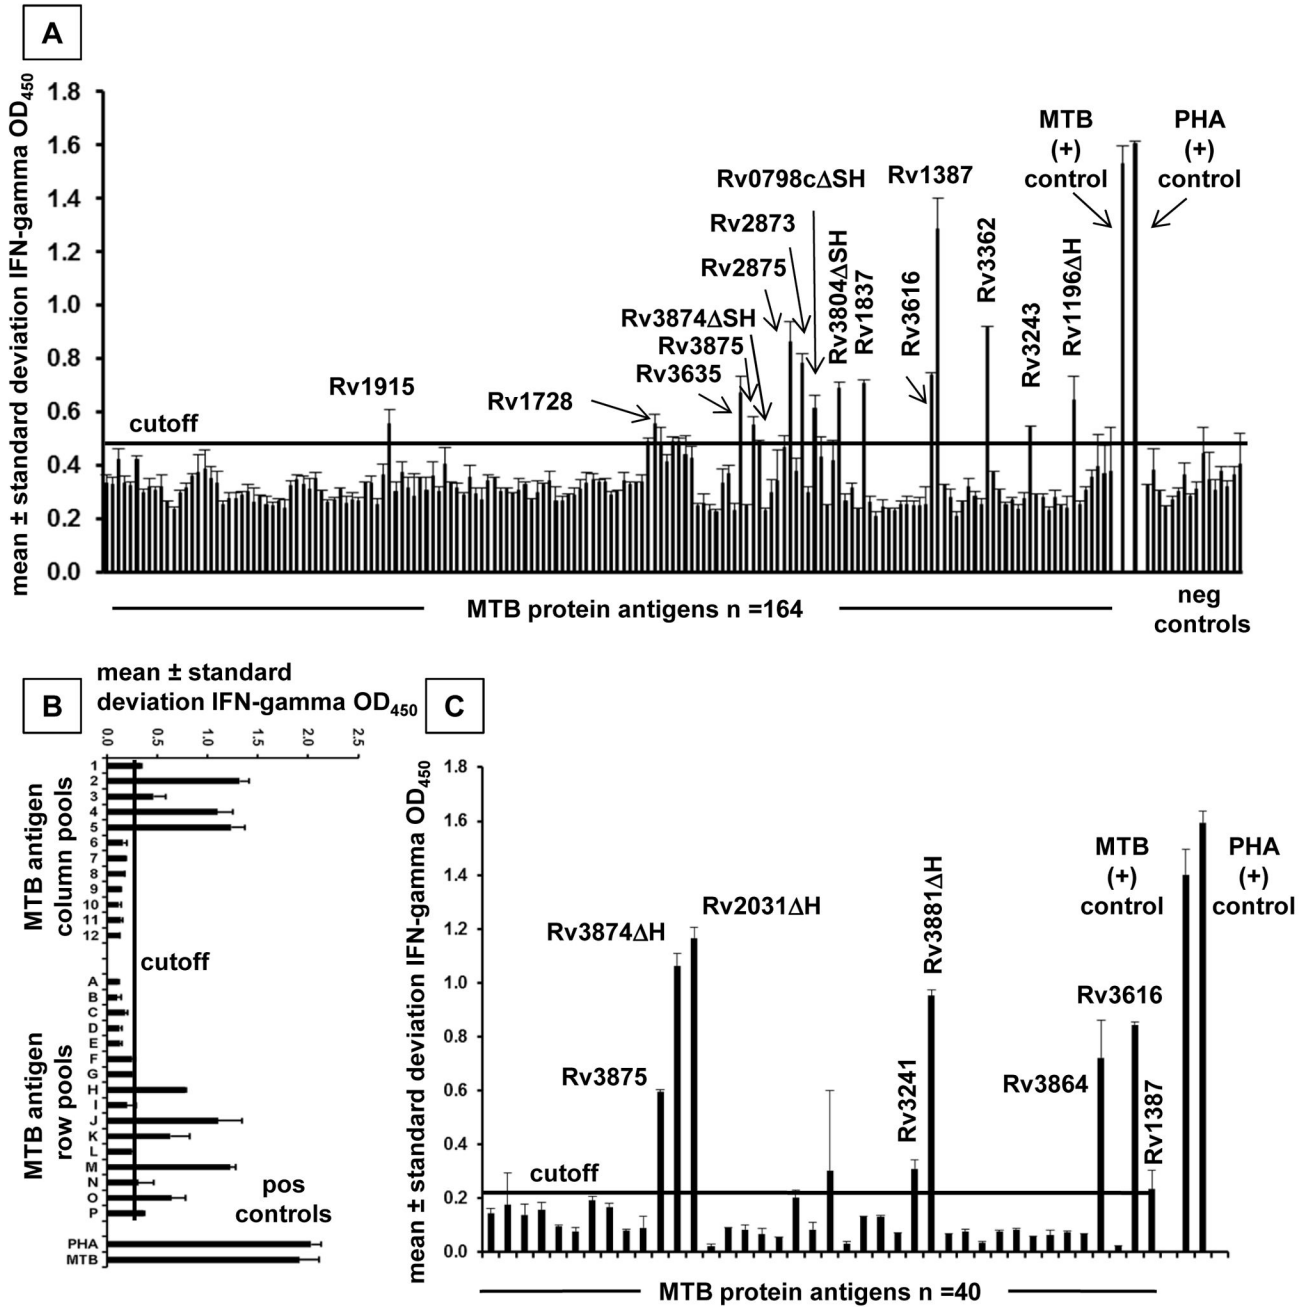 A
mean ± standard deviation IFN-gamma OD450
1.8
1.6
1.4
1.2
1.0
0.8
0.6
0.4
0.2
0.0
cutoff
Rv1915
Rv1728
Rv3635
Rv3875
Rv3874ΔSH
Rv2875
Rv2873
Rv0798cΔSH
Rv3804ΔSH
Rv1837
Rv3616
Rv1387
Rv3362
Rv3243
Rv1196ΔH
MTB
(+)
control
PHA
(+)
control
MTB protein antigens n =164
neg
controls
B
mean ± standard
deviation IFN-gamma OD450
0.0
0.5
1.0
1.5
2.0
2.5
MTB antigen
column pools
1
2
3
4
5
6
7
8
9
10
11
12
cutoff
MTB antigen
row pools
A
B
C
D
E
F
G
H
I
J
K
L
M
N
O
P
pos
controls
PHA
MTB
C
mean ± standard deviation IFN-gamma OD450
1.8
1.6
1.4
1.2
1.0
0.8
0.6
0.4
0.2
0.0
cutoff
Rv3875
Rv3874ΔH
Rv2031ΔH
Rv3241
Rv3881ΔH
Rv3864
Rv3616
Rv1387
MTB
(+)
control
PHA
(+)
control
MTB protein antigens n =40